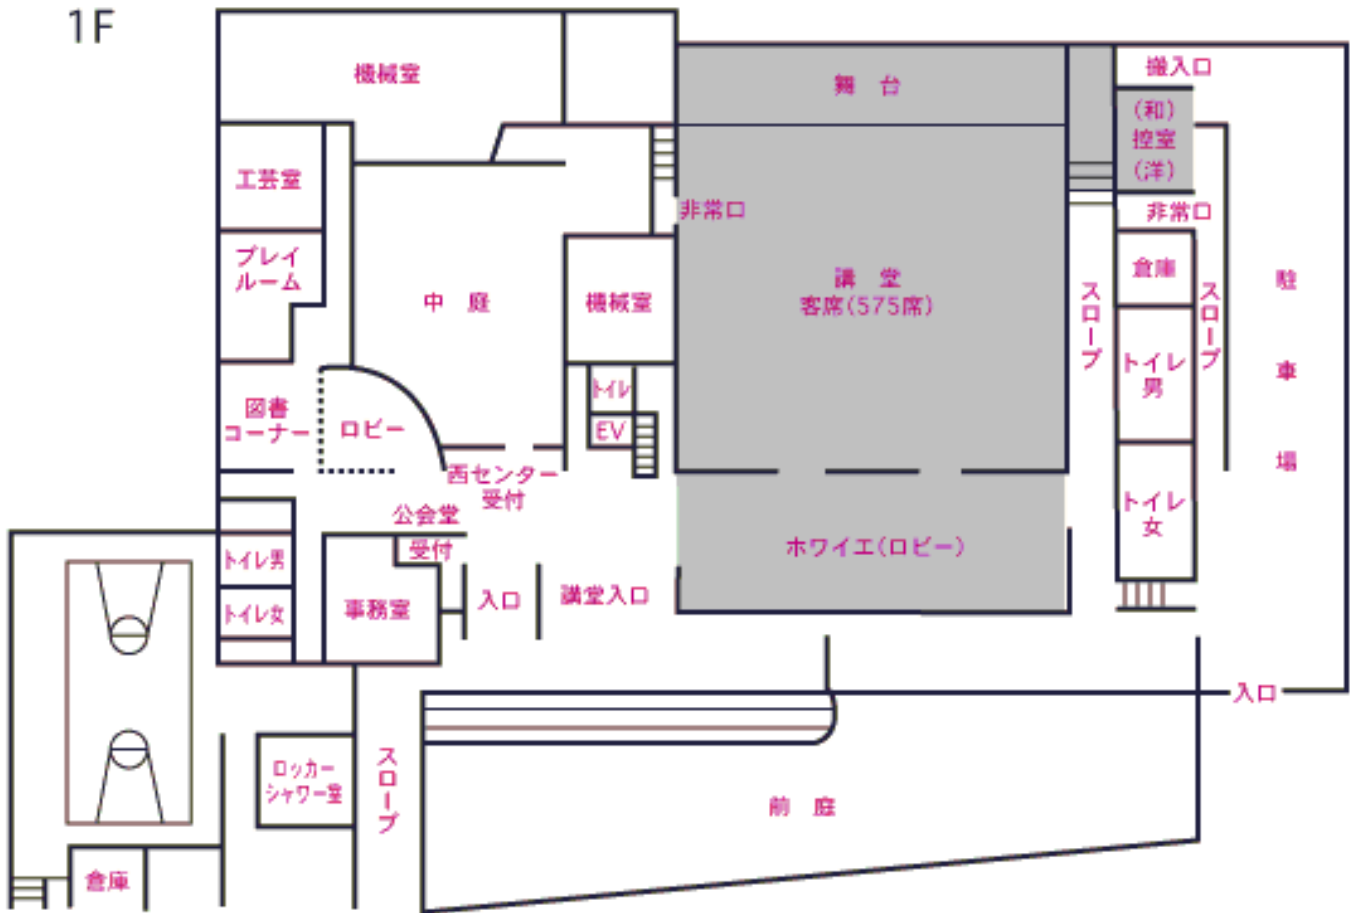 1F
機械室
舞 台
搬入口
(和)
控室
(洋)
工芸室
非常口
非常口
プレイ
ルーム
中 庭
機械室
講 堂
客席(575席)
倉庫
スロープ
スロープ
駐車場
トイレ
男
トイレ
EV
図書
コーナー
ロビー
西センター
受付
公会堂
受付
トイレ
女
ホワイエ(ロビー)
トイレ男
トイレ女
事務室
入口
講堂入口
入口
ロッカー
シャワー室
スロープ
前 庭
倉庫